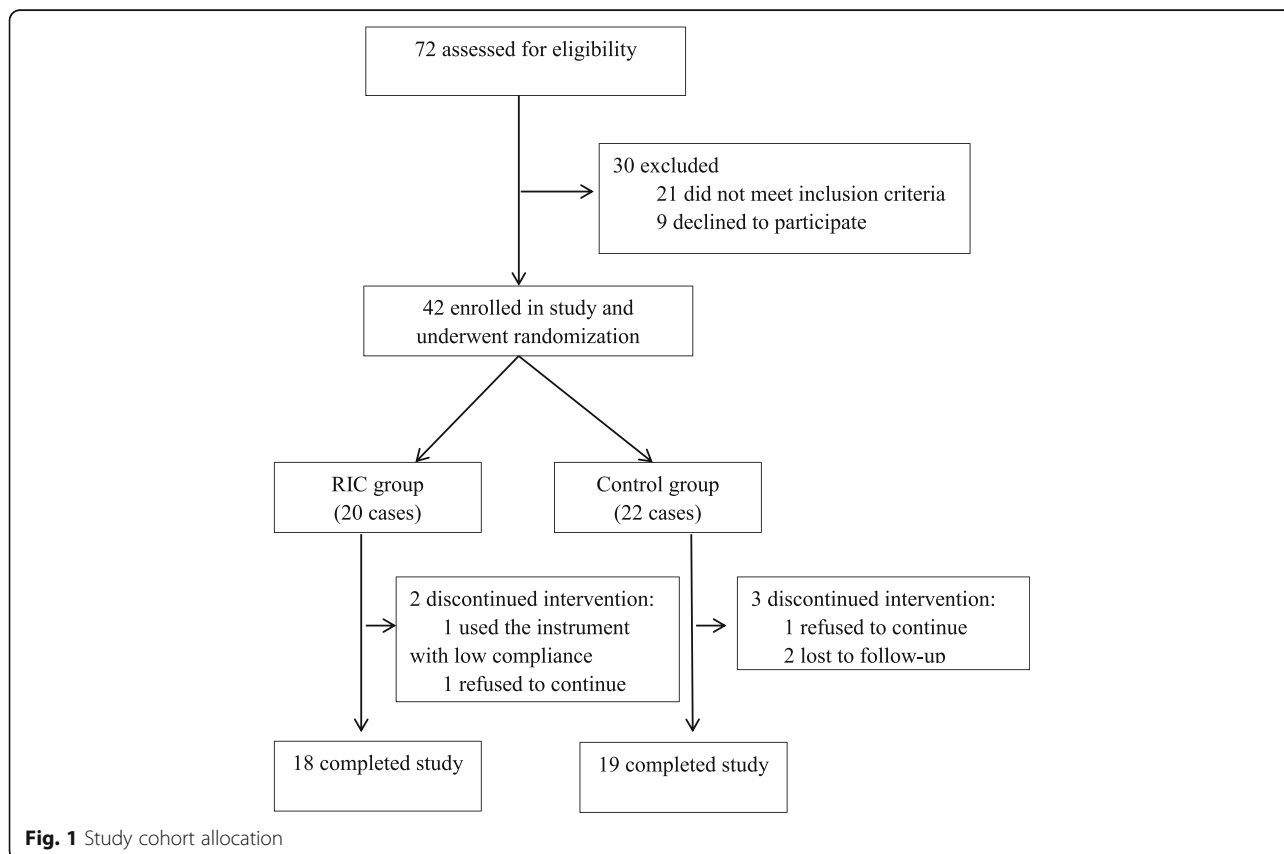 72 assessed for eligibility
30 excluded
21 did not meet inclusion criteria
9 declined to participate
42 enrolled in study and
underwent randomization
RIC group
(20 cases)
Control group
(22 cases)
2 discontinued intervention:
1 used the instrument
with low compliance
1 refused to continue
3 discontinued intervention:
1 refused to continue
2 lost to follow-up
18 completed study
19 completed study
Fig. 1 Study cohort allocation